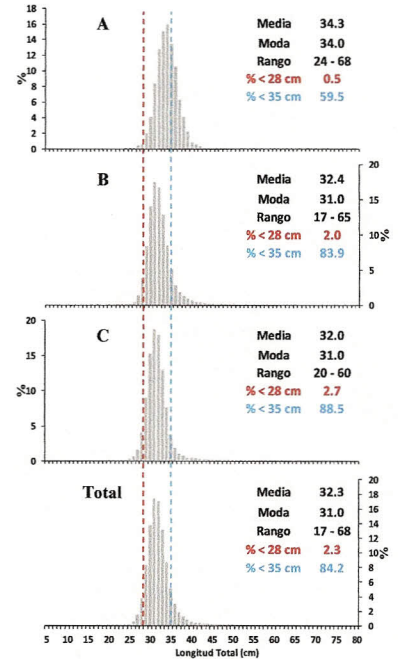 18
16
14
12
10
8
6
4
2
0
%
A
Media 34.3
Moda 34.0
Rango 24 - 68
% < 28 cm 0.5
% < 35 cm 59.5
B
Media 32.4
Moda 31.0
Rango 17 - 65
% < 28 cm 2.0
% < 35 cm 83.9
20
15
10
5
0
%
20
15
10
5
0
%
C
Media 32.0
Moda 31.0
Rango 20 - 60
% < 28 cm 2.7
% < 35 cm 88.5
Total
Media 32.3
Moda 31.0
Rango 17 - 68
% < 28 cm 2.3
% < 35 cm 84.2
20
18
16
14
12
10
8
6
4
2
0
%
5 10 15 20 25 30 35 40 45 50 55 60 65 70 75 80
Longitud Total (cm)